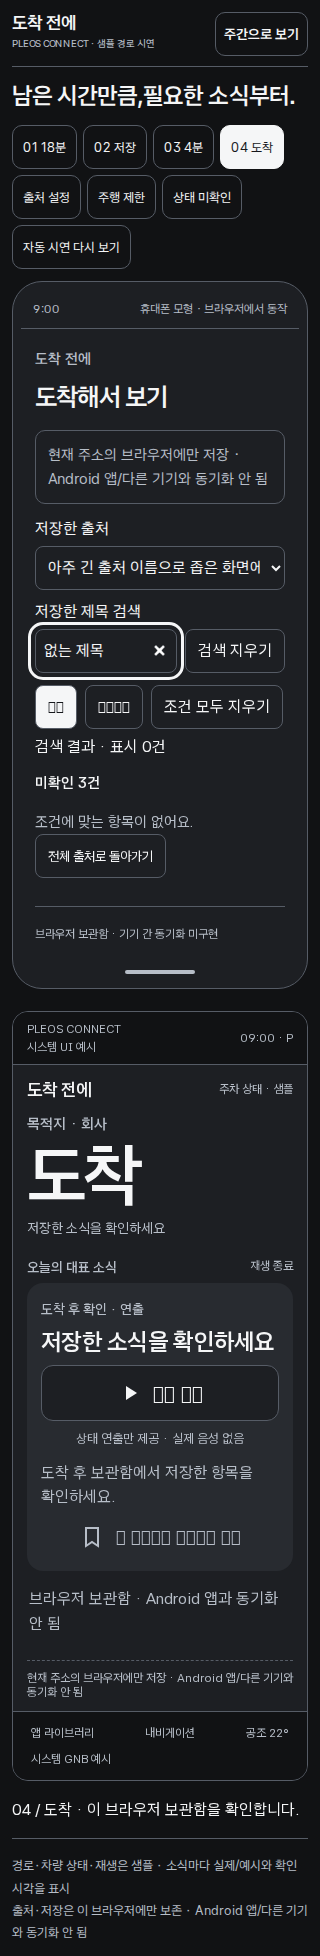 도착 전에
PLEOS CONNECT · 샘플 경로 시연
주간으로 보기
남은 시간만큼,필요한 소식부터.
01 18분
02 저장
03 4분
04 도착
출처 설정
주행 제한
상태 미확인
자동 시연 다시 보기
9:00
휴대폰 모형 · 브라우저에서 동작
도착 전에
도착해서 보기
현재 주소의 브라우저에만 저장 ·
Android 앱/다른 기기와 동기화 안 됨
저장한 출처
아주 긴 출처 이름으로 좁은 화면에
저장한 제목 검색
없는 제목
검색 지우기
조건 모두 지우기
검색 결과 · 표시 0건
미확인 3건
조건에 맞는 항목이 없어요.
전체 출처로 돌아가기
브라우저 보관함 · 기기 간 동기화 미구현
PLEOS CONNECT
시스템 UI 예시
09:00 · P
도착 전에
주차 상태 · 샘플
목적지 · 회사
도착
저장한 소식을 확인하세요
오늘의 대표 소식
재생 종료
도착 후 확인 · 연출
저장한 소식을 확인하세요
상태 연출만 제공 · 실제 음성 없음
도착 후 보관함에서 저장한 항목을
확인하세요.
브라우저 보관함 · Android 앱과 동기화
안 됨
현재 주소의 브라우저에만 저장 · Android 앱/다른 기기와
동기화 안 됨
앱 라이브러리
내비게이션
공조 22°
시스템 GNB 예시
04 / 도착 · 이 브라우저 보관함을 확인합니다.
경로·차량 상태·재생은 샘플 · 소식마다 실제/예시와 확인
시각을 표시
출처·저장은 이 브라우저에만 보존 · Android 앱/다른 기기
와 동기화 안 됨